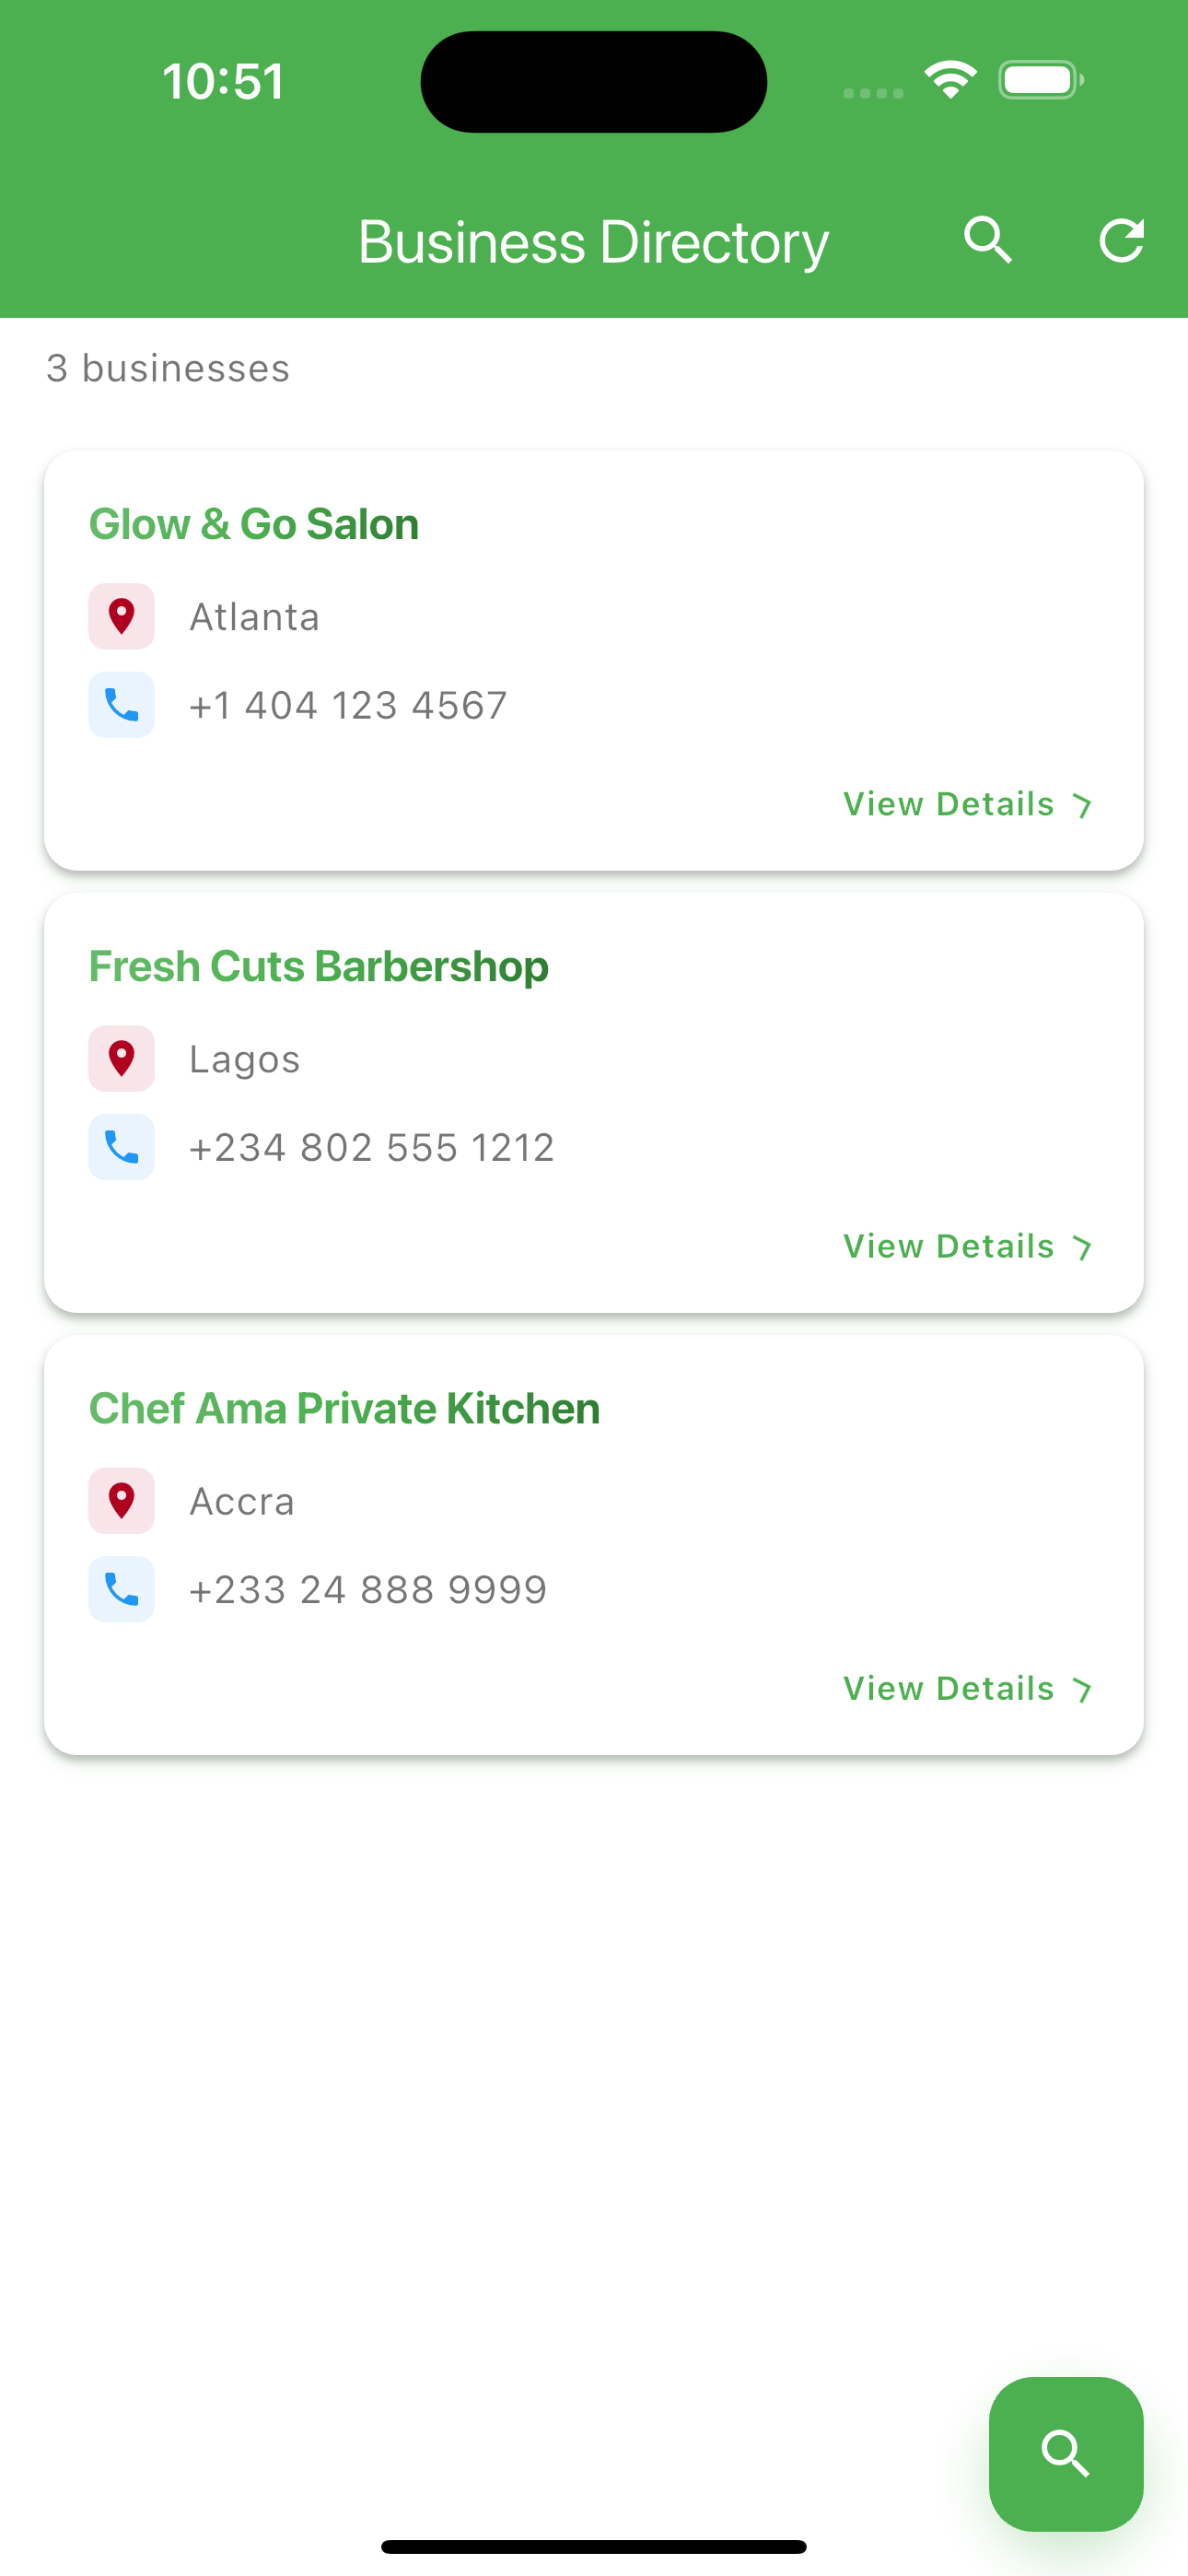 10:51
Business Directory
3 businesses
Glow & Go Salon
Atlanta
+1 404 123 4567
View Details
Fresh Cuts Barbershop
Lagos
+234 802 555 1212
View Details
Chef Ama Private Kitchen
Accra
+233 24 888 9999
View Details